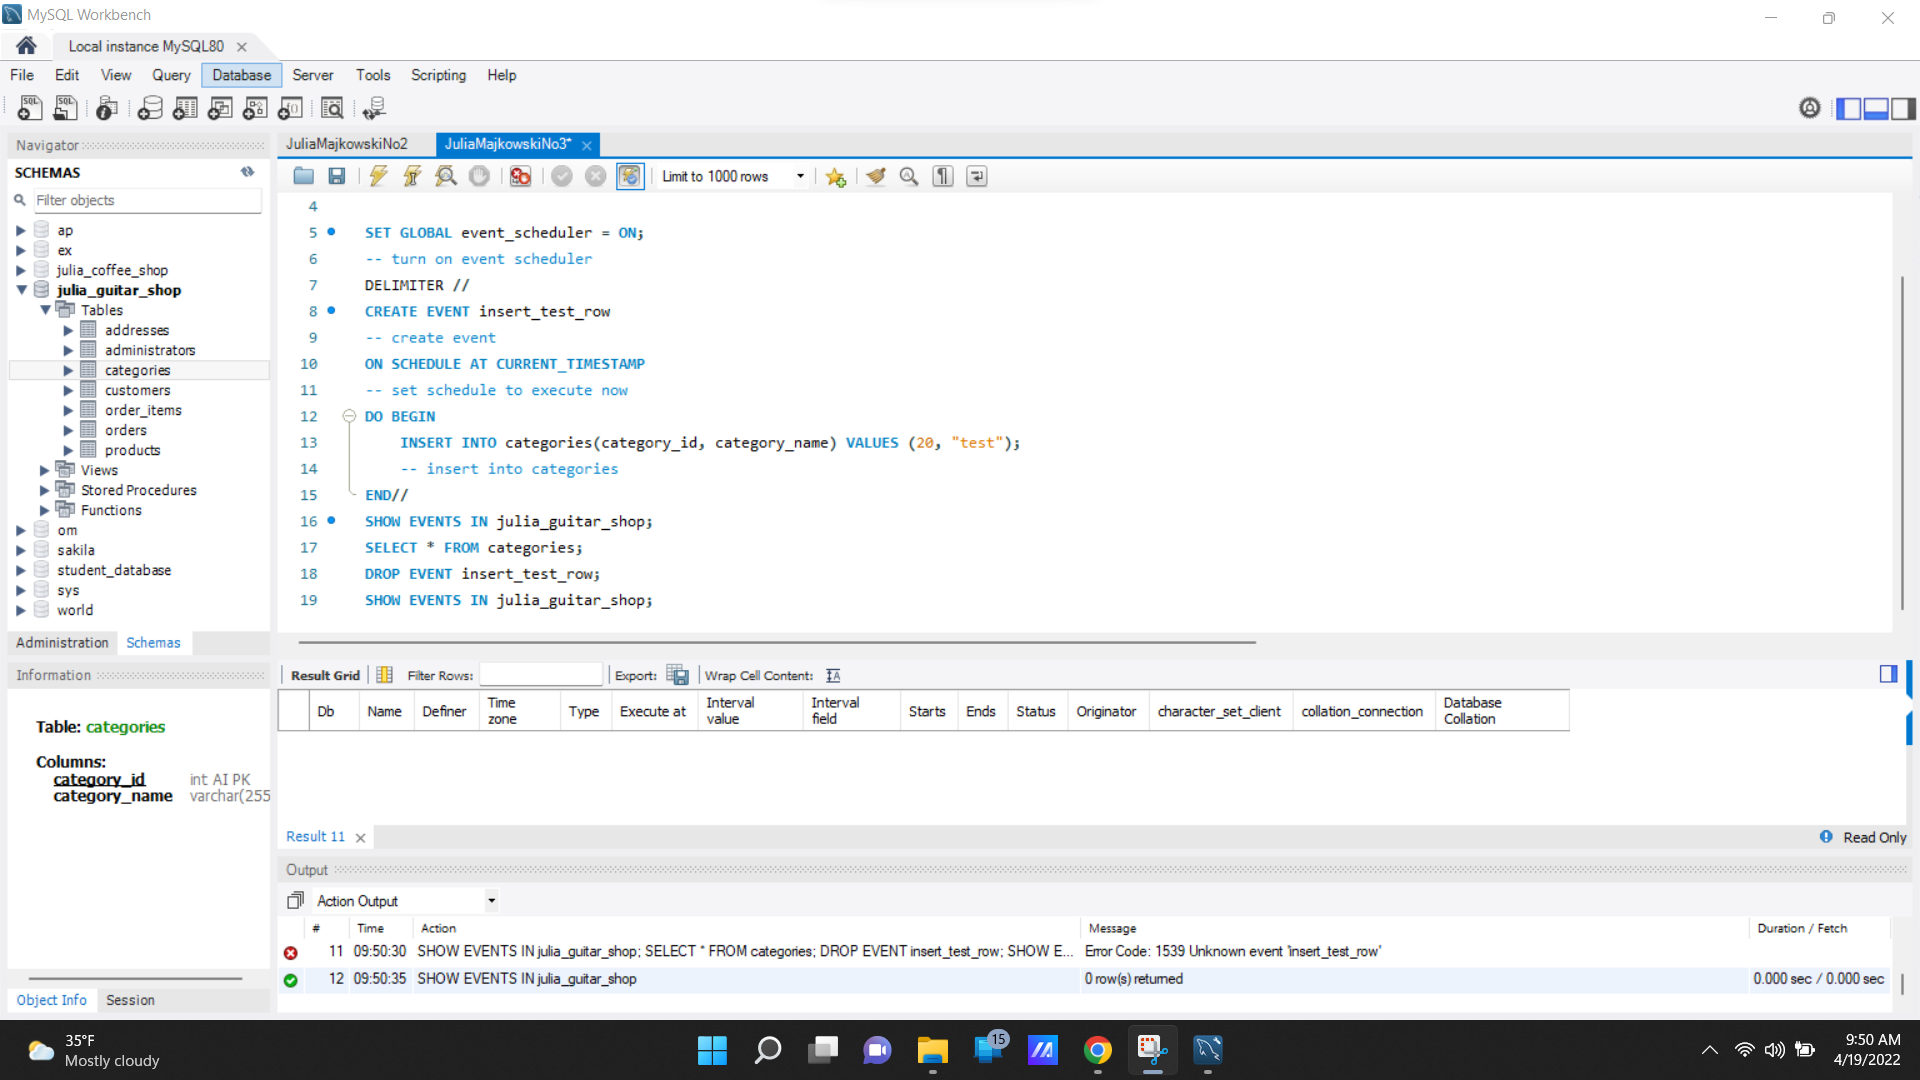 MySQL Workbench
Local instance MySQL80
File Edit View Query Database Server Tools Scripting Help
Navigator
SCHEMAS
Filter objects
ap
ex
julia_coffee_shop
julia_guitar_shop
Tables
addresses
administrators
categories
customers
order_items
orders
products
Views
Stored Procedures
Functions
om
sakila
student_database
sys
world
Administration Schemas
Information
Table: categories
Columns:
category_id int AI PK
category_name varchar(255
Object Info Session
JuliaMajkowskiNo2 JuliaMajkowskiNo3*
Limit to 1000 rows
4
5 SET GLOBAL event_scheduler = ON;
6 -- turn on event scheduler
7 DELIMITER //
8 CREATE EVENT insert_test_row
9 -- create event
10 ON SCHEDULE AT CURRENT_TIMESTAMP
11 -- set schedule to execute now
12 DO BEGIN
13 INSERT INTO categories(category_id, category_name) VALUES (20, "test");
14 -- insert into categories
15 END//
16 SHOW EVENTS IN julia_guitar_shop;
17 SELECT * FROM categories;
18 DROP EVENT insert_test_row;
19 SHOW EVENTS IN julia_guitar_shop;
Result Grid Filter Rows: Export: Wrap Cell Content:
Db Name Definer Time zone Type Execute at Interval value Interval field Starts Ends Status Originator character_set_client collation_connection Database Collation
Result 11 Read Only
Output
Action Output
# Time Action Message Duration / Fetch
11 09:50:30 SHOW EVENTS IN julia_guitar_shop; SELECT * FROM categories; DROP EVENT insert_test_row; SHOW E... Error Code: 1539 Unknown event 'insert_test_row'
12 09:50:35 SHOW EVENTS IN julia_guitar_shop 0 row(s) returned 0.000 sec / 0.000 sec
35°F
Mostly cloudy
15
9:50 AM
4/19/2022